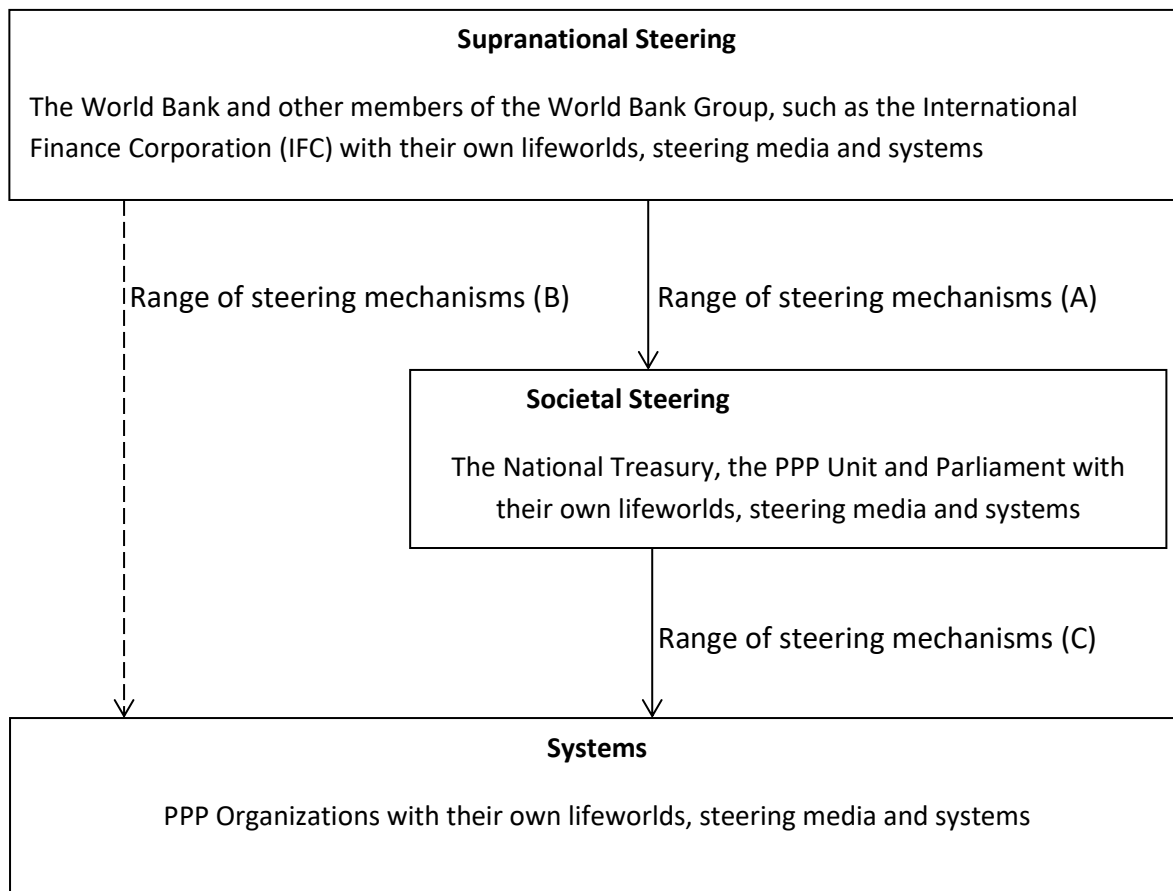 Supranational Steering
The World Bank and other members of the World Bank Group, such as the International
Finance Corporation (IFC) with their own lifeworlds, steering media and systems
Range of steering mechanisms (B)
Range of steering mechanisms (A)
Societal Steering
The National Treasury, the PPP Unit and Parliament with
their own lifeworlds, steering media and systems
Range of steering mechanisms (C)
Systems
PPP Organizations with their own lifeworlds, steering media and systems